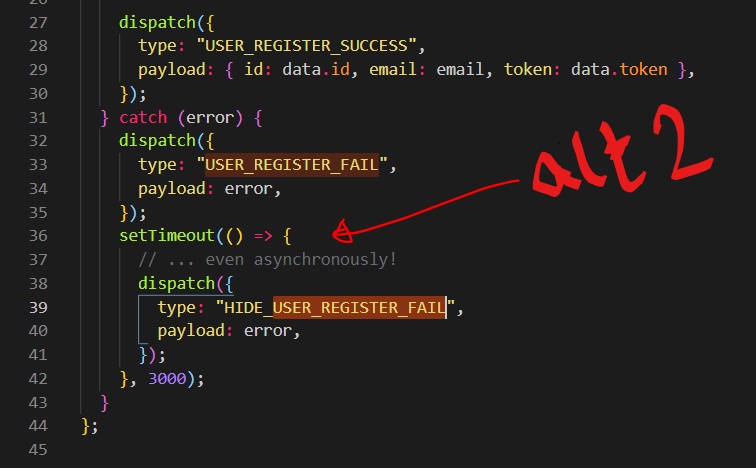 27 dispatch({
28 type: "USER_REGISTER_SUCCESS",
29 payload: { id: data.id, email: email, token: data.token },
30 });
31 } catch (error) {
32 dispatch({
33 type: "USER_REGISTER_FAIL",
34 payload: error,
35 });
36 setTimeout(() => {
37 // ... even asynchronously!
38 dispatch({
39 type: "HIDE_USER_REGISTER_FAIL",
40 payload: error,
41 });
42 }, 3000);
43 }
44 };
45
alt 2